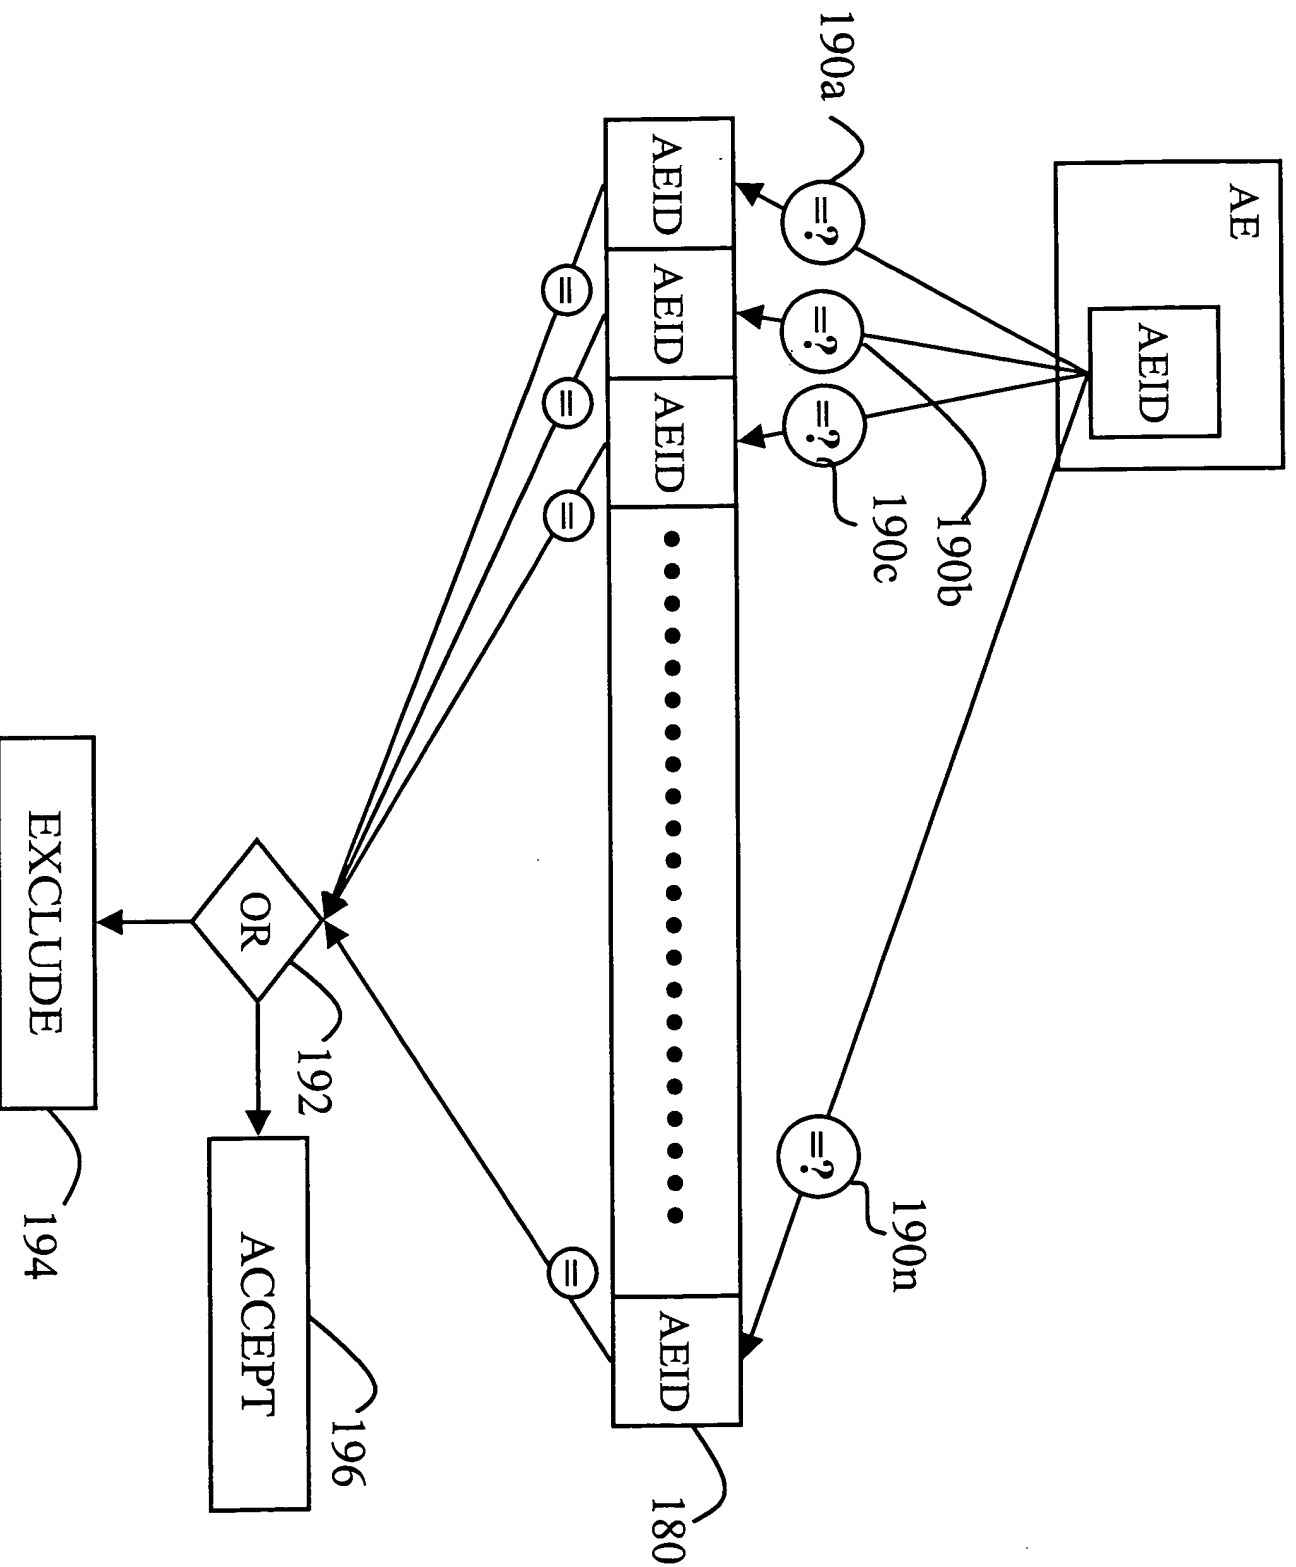 AE
AEID
190a
190b
190c
190n
=?
=?
=?
=?
AEID
AEID
AEID
AEID
180
=
=
=
=
OR
192
ACCEPT
196
EXCLUDE
194